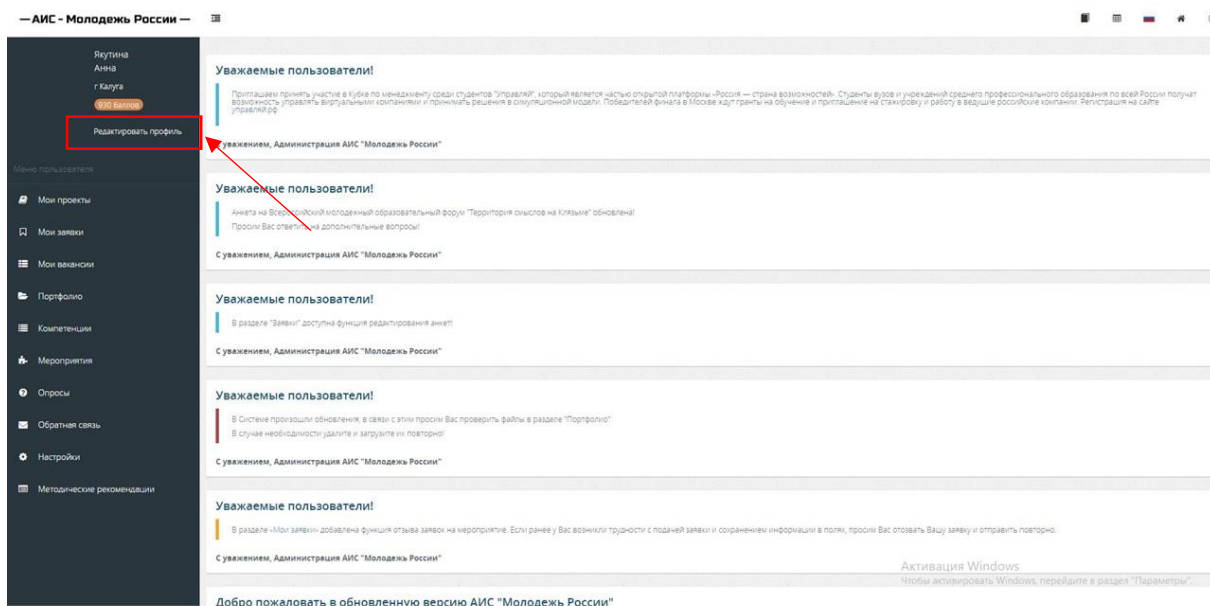 — АИС - Молодежь России —
Якутина
Анна
г Калуга
930 Баллов
Редактировать профиль
Меню пользователя
Мои проекты
Мои заявки
Мои вакансии
Портфолио
Компетенции
Мероприятия
Опросы
Обратная связь
Настройки
Методические рекомендации
Уважаемые пользователи!
Приглашаем принять участие в Кубке по менеджменту среди студентов "Управляй", который является частью открытой платформы «Россия — страна возможностей». Студенты вузов и учреждений среднего профессионального образования по всей России получат
возможность управлять виртуальными компаниями и принимать решения в симуляционной модели. Победителей финала в Москве ждут гранты на обучение и приглашение на стажировку и работу в ведущие российские компании. Регистрация на сайте
управляй.рф
С уважением, Администрация АИС "Молодежь России"
Уважаемые пользователи!
Анкета на Всероссийский молодежный образовательный форум "Территория смыслов на Клязьме" обновлена!
Просим Вас ответить на дополнительные вопросы!
С уважением, Администрация АИС "Молодежь России"
Уважаемые пользователи!
В разделе "Заявки" доступна функция редактирования анкет!
С уважением, Администрация АИС "Молодежь России"
Уважаемые пользователи!
В Системе произошли обновления, в связи с этим просим Вас проверить файлы в разделе "Портфолио"
В случае необходимости удалите и загрузите их повторно!
С уважением, Администрация АИС "Молодежь России"
Уважаемые пользователи!
В разделе «Мои заявки» добавлена функция отзыва заявок на мероприятие. Если ранее у Вас возникли трудности с подачей заявки и сохранением информации в полях, просим Вас отозвать Вашу заявку и отправить повторно.
С уважением, Администрация АИС "Молодежь России"
Активация Windows
Чтобы активировать Windows, перейдите в раздел "Параметры".
Добро пожаловать в обновленную версию АИС "Молодежь России"